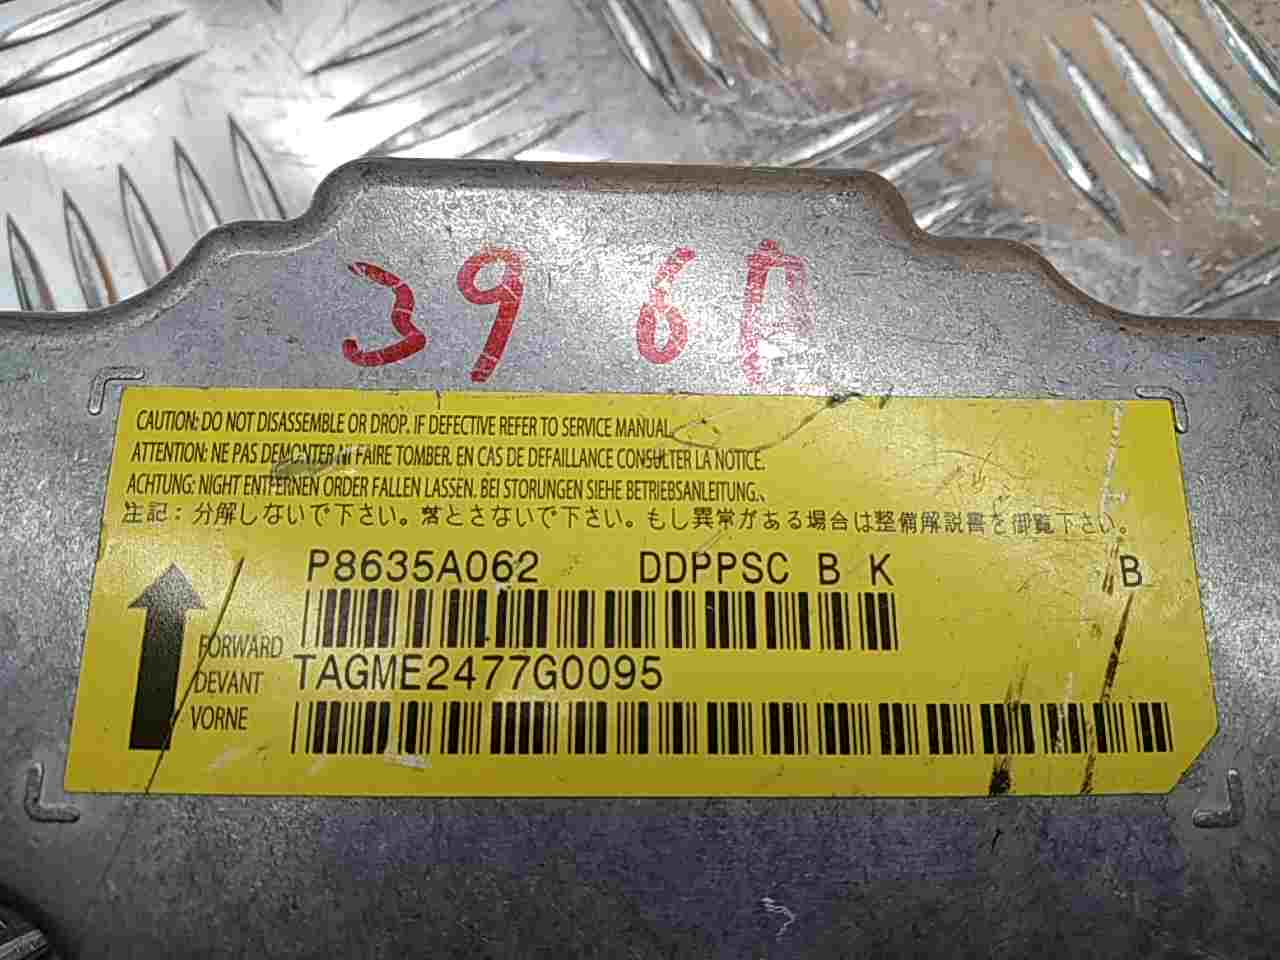 39 6
CAUTION: DO NOT DISASSEMBLE OR DROP. IF DEFECTIVE REFER TO SERVICE MANUAL.
ATTENTION: NE PAS DEMONTER NI FAIRE TOMBER. EN CAS DE DEFAILLANCE CONSULTER LA NOTICE.
ACHTUNG: NIGHT ENTFERNEN ORDER FALLEN LASSEN. BEI STORUNGEN SIEHE BETRIEBSANLEITUNG.
注記：分解しないで下さい。落とさないで下さい。もし異常がある場合は整備解説書を御覧下さい。
P8635A062 DDPPSC B K B
FORWARD
TAGME2477G0095
DEVANT
VORNE